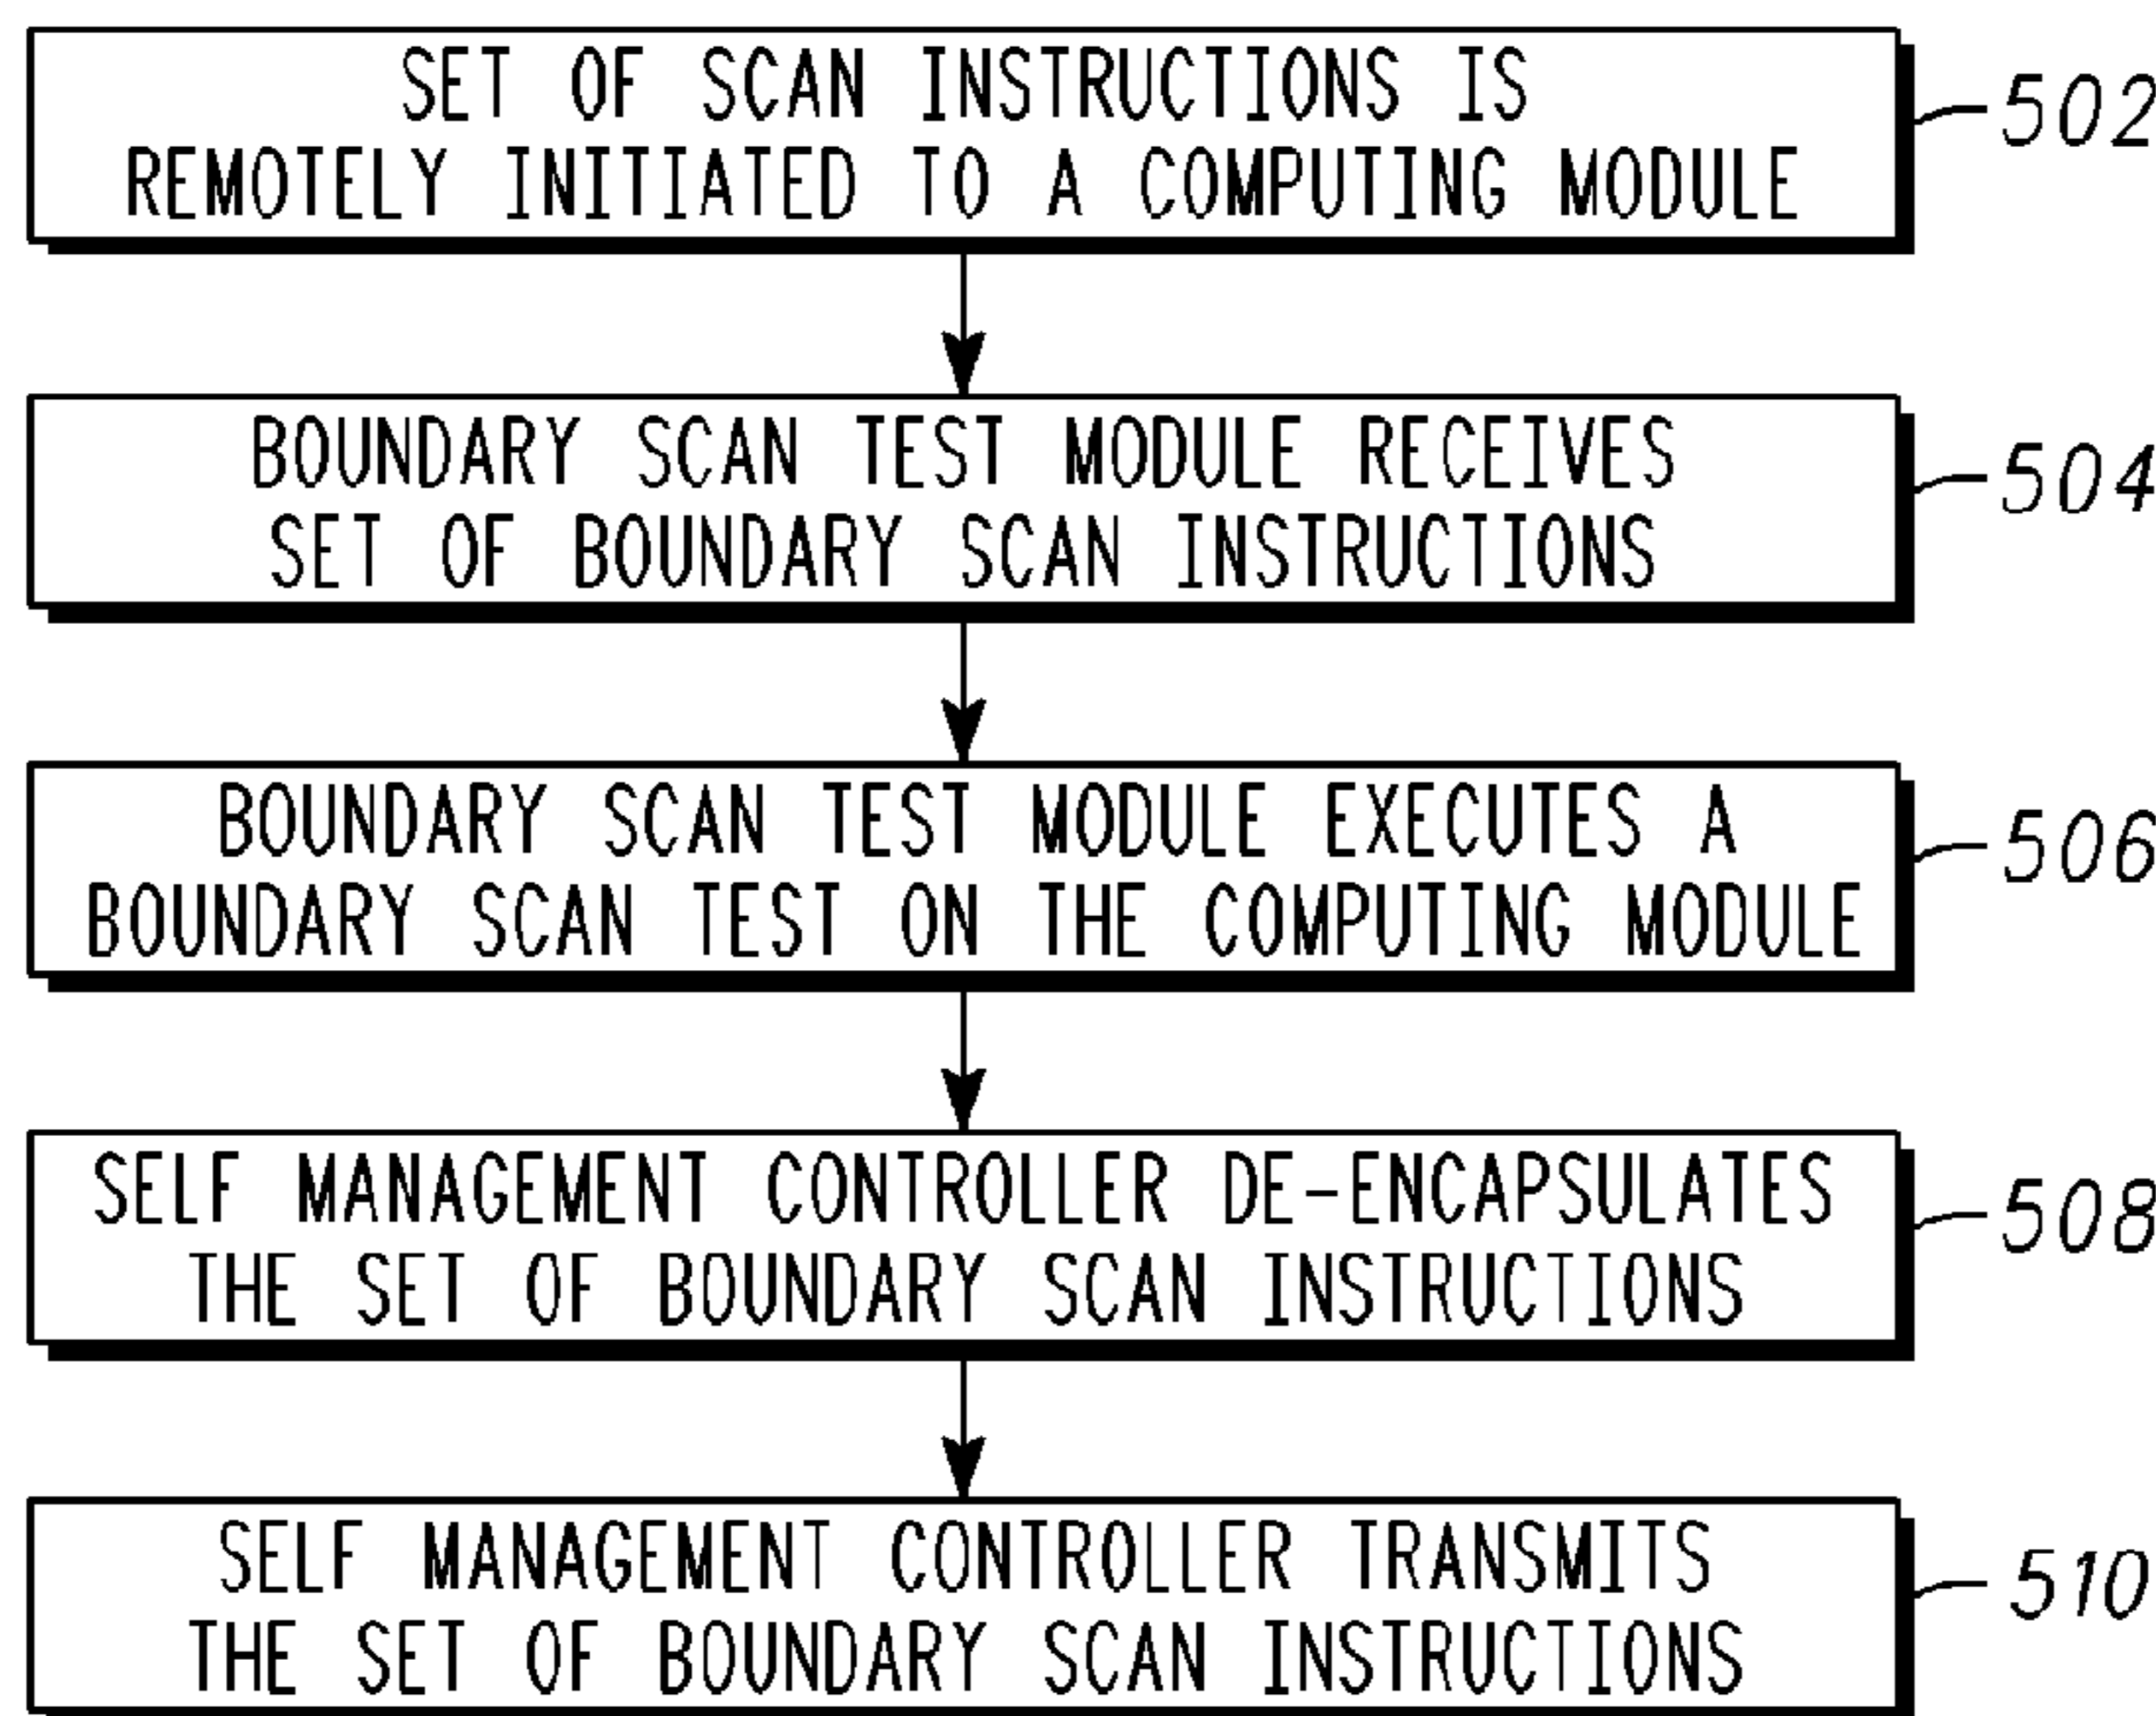 SET OF SCAN INSTRUCTIONS IS
REMOTELY INITIATED TO A COMPUTING MODULE
502
BOUNDARY SCAN TEST MODULE RECEIVES
SET OF BOUNDARY SCAN INSTRUCTIONS
504
BOUNDARY SCAN TEST MODULE EXECUTES A
BOUNDARY SCAN TEST ON THE COMPUTING MODULE
506
SELF MANAGEMENT CONTROLLER DE-ENCAPSULATES
THE SET OF BOUNDARY SCAN INSTRUCTIONS
508
SELF MANAGEMENT CONTROLLER TRANSMITS
THE SET OF BOUNDARY SCAN INSTRUCTIONS
510